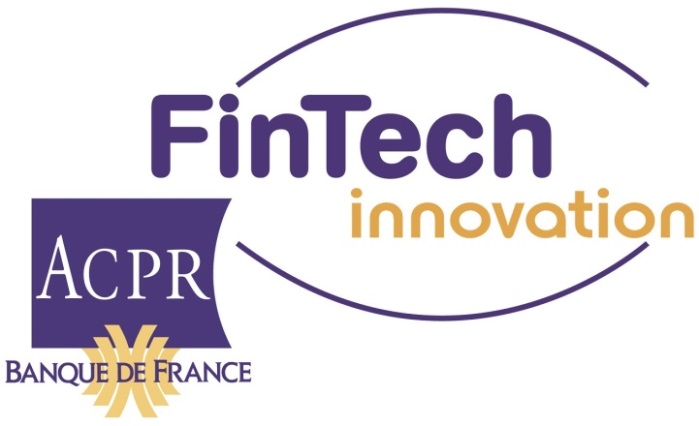 FinTech
innovation
ACPR
BANQUE DE FRANCE